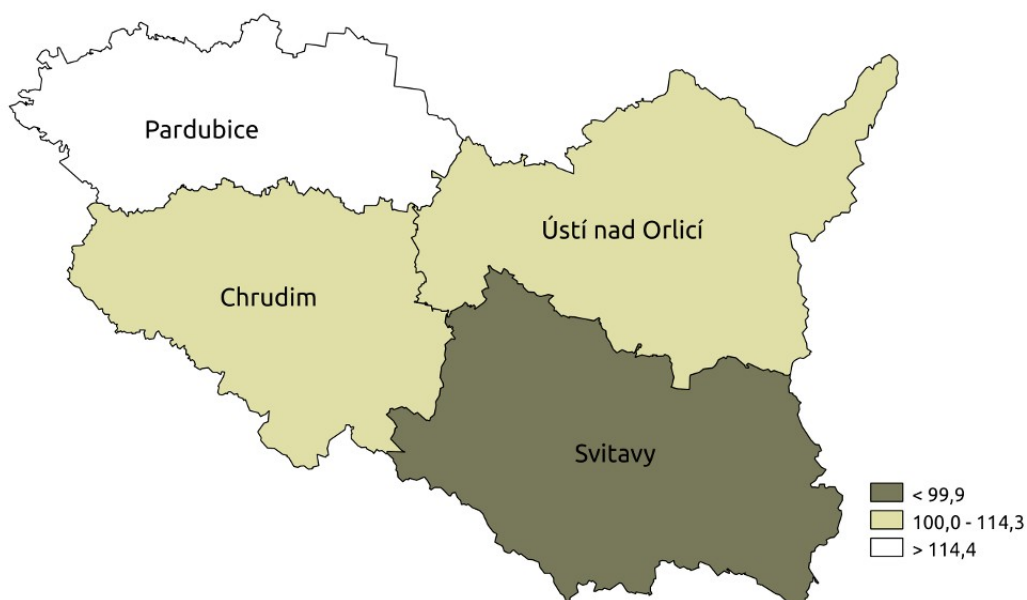 Pardubice
Ústí nad Orlicí
Chrudim
Svitavy
< 99,9
100,0 - 114,3
> 114,4